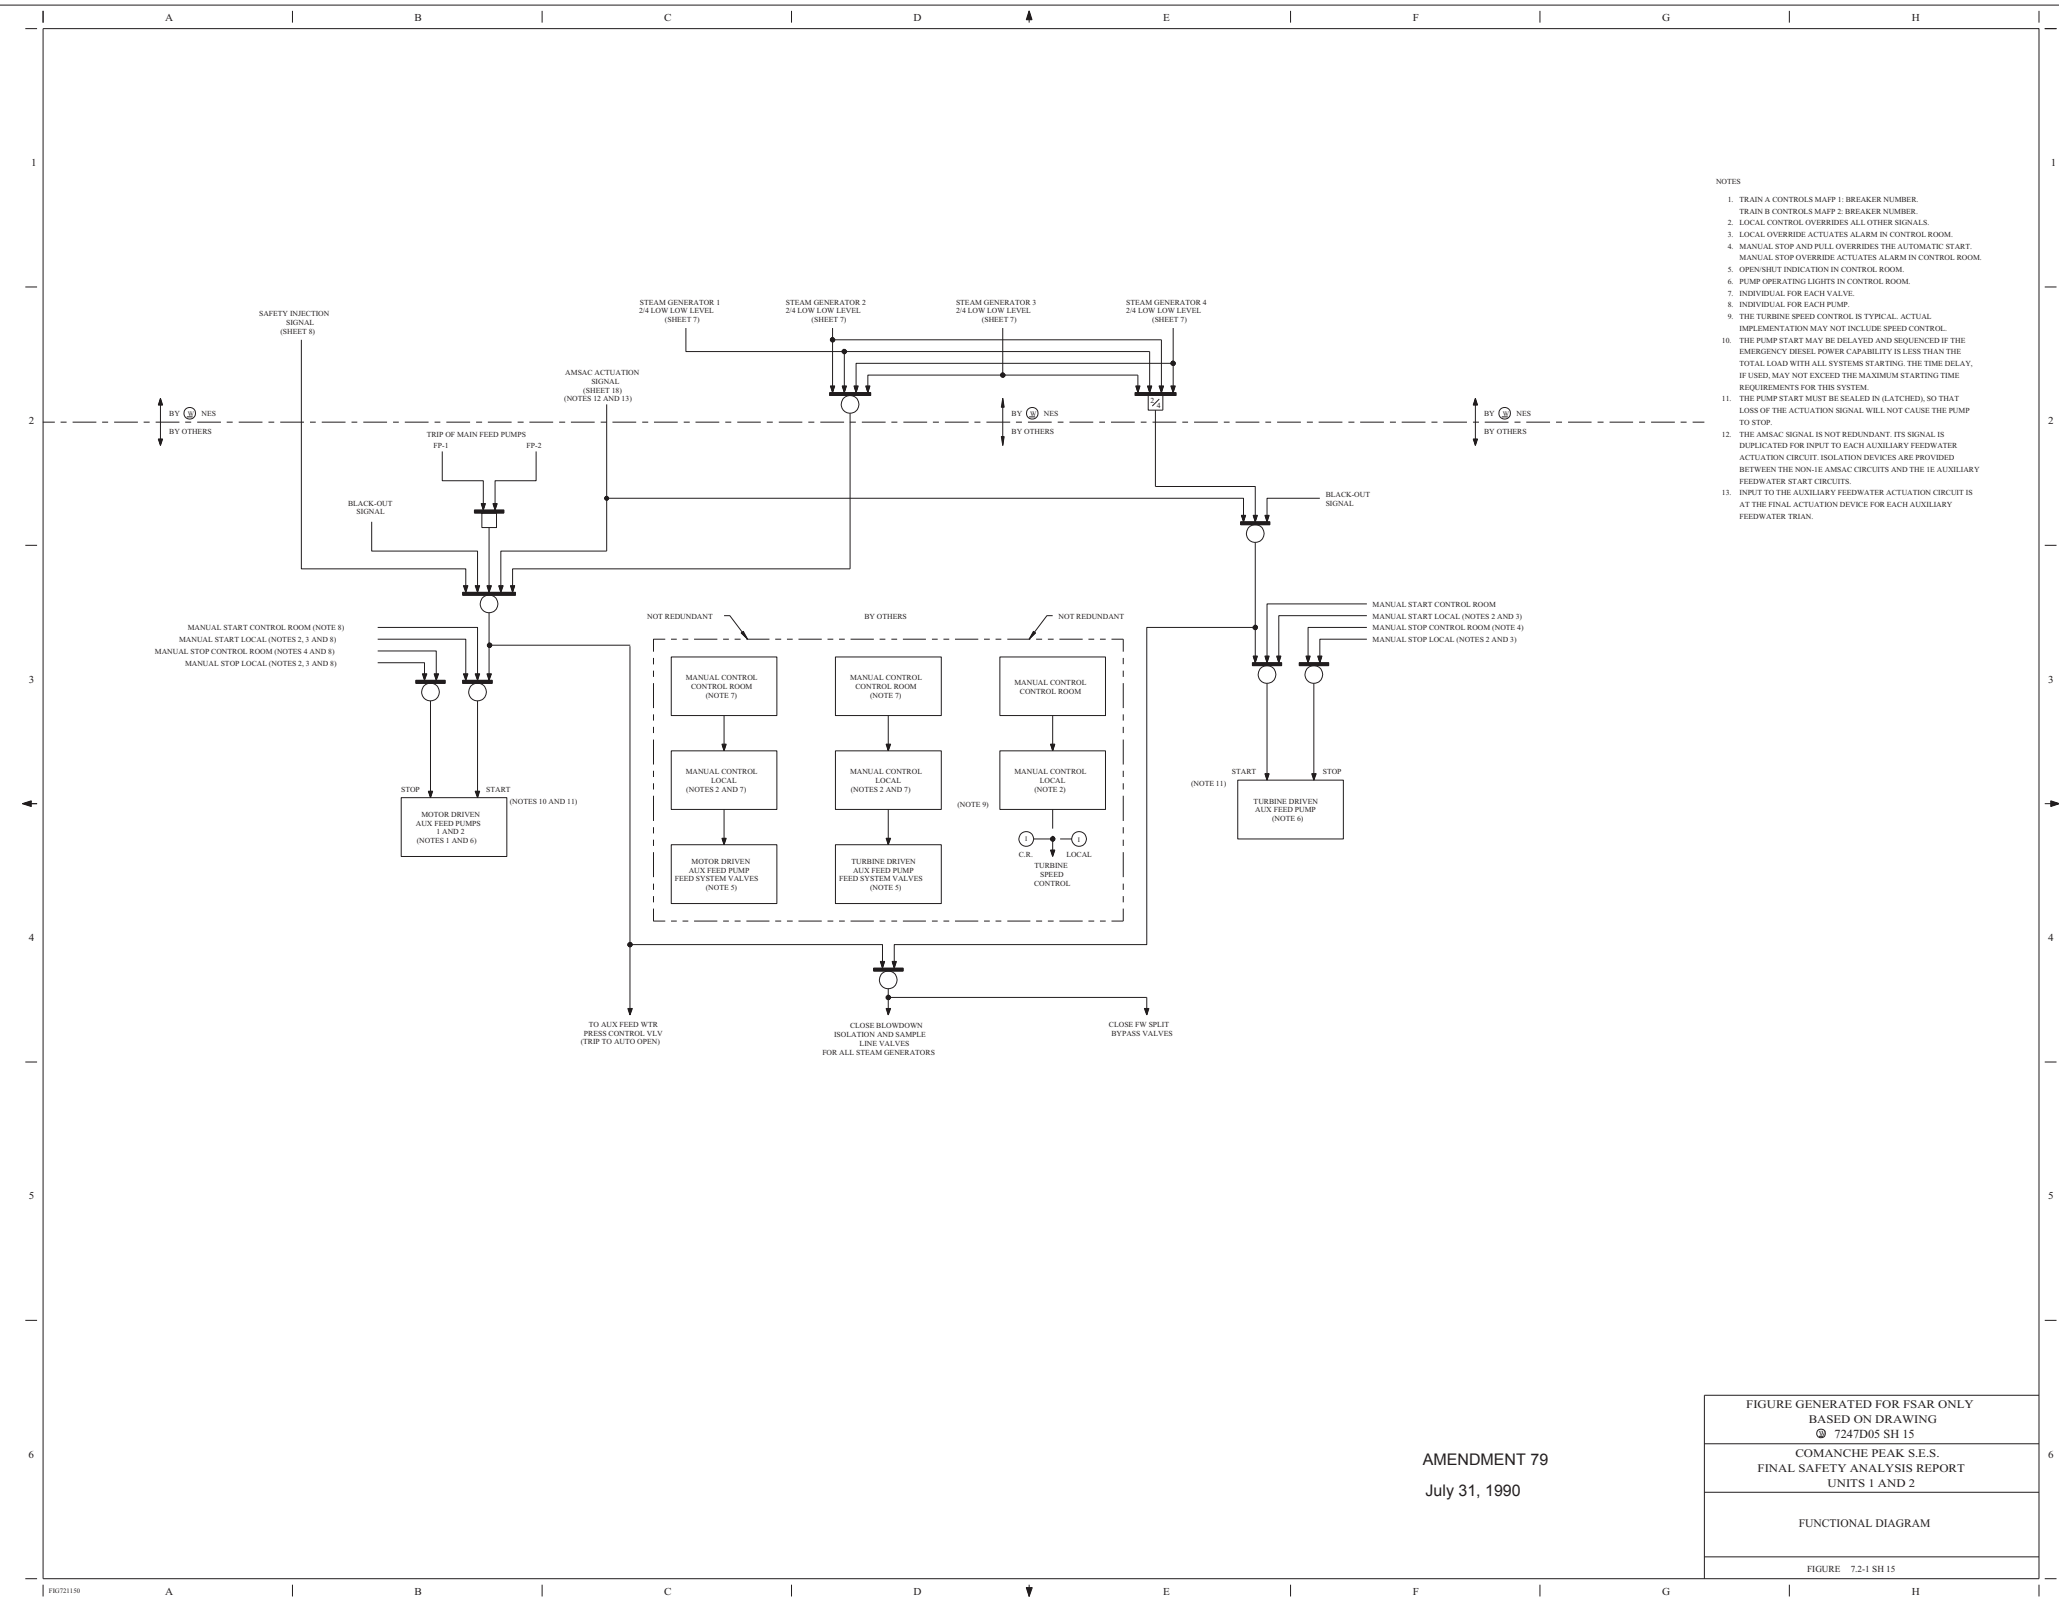 A B C D E F G H
1
1
NOTES
1. TRAIN A CONTROLS MAFP 1: BREAKER NUMBER.
TRAIN B CONTROLS MAFP 2: BREAKER NUMBER.
2. LOCAL CONTROL OVERRIDES ALL OTHER SIGNALS.
3. LOCAL OVERRIDE ACTUATES ALARM IN CONTROL ROOM.
4. MANUAL STOP AND PULL OVERRIDES THE AUTOMATIC START.
MANUAL STOP OVERRIDE ACTUATES ALARM IN CONTROL ROOM.
5. OPEN/SHUT INDICATION IN CONTROL ROOM.
6. PUMP OPERATING LIGHTS IN CONTROL ROOM.
7. INDIVIDUAL FOR EACH VALVE.
8. INDIVIDUAL FOR EACH PUMP.
9. THE TURBINE SPEED CONTROL IS TYPICAL. ACTUAL
IMPLEMENTATION MAY NOT INCLUDE SPEED CONTROL.
10. THE PUMP START MAY BE DELAYED AND SEQUENCED IF THE
EMERGENCY DIESEL POWER CAPABILITY IS LESS THAN THE
TOTAL LOAD WITH ALL SYSTEMS STARTING. THE TIME DELAY,
IF USED, MAY NOT EXCEED THE MAXIMUM STARTING TIME
REQUIREMENTS FOR THIS SYSTEM.
11. THE PUMP START MUST BE SEALED IN (LATCHED), SO THAT
LOSS OF THE ACTUATION SIGNAL WILL NOT CAUSE THE PUMP
TO STOP.
12. THE AMSAC SIGNAL IS NOT REDUNDANT. ITS SIGNAL IS
DUPLICATED FOR INPUT TO EACH AUXILIARY FEEDWATER
ACTUATION CIRCUIT. ISOLATION DEVICES ARE PROVIDED
BETWEEN THE NON-1E AMSAC CIRCUITS AND THE 1E AUXILIARY
FEEDWATER START CIRCUITS.
13. INPUT TO THE AUXILIARY FEEDWATER ACTUATION CIRCUIT IS
AT THE FINAL ACTUATION DEVICE FOR EACH AUXILIARY
FEEDWATER TRIAN.
SAFETY INJECTION
SIGNAL
(SHEET 8)
STEAM GENERATOR 1
2/4 LOW LOW LEVEL
(SHEET 7)
STEAM GENERATOR 2
2/4 LOW LOW LEVEL
(SHEET 7)
STEAM GENERATOR 3
2/4 LOW LOW LEVEL
(SHEET 7)
STEAM GENERATOR 4
2/4 LOW LOW LEVEL
(SHEET 7)
AMSAC ACTUATION
SIGNAL
(SHEET 18)
(NOTES 12 AND 13)
2/4
2
2
BY W NES
BY OTHERS
BY W NES
BY OTHERS
BY W NES
BY OTHERS
TRIP OF MAIN FEED PUMPS
FP-1 FP-2
BLACK-OUT
SIGNAL
BLACK-OUT
SIGNAL
MANUAL START CONTROL ROOM (NOTE 8)
MANUAL START LOCAL (NOTES 2, 3 AND 8)
MANUAL STOP CONTROL ROOM (NOTES 4 AND 8)
MANUAL STOP LOCAL (NOTES 2, 3 AND 8)
NOT REDUNDANT
BY OTHERS
NOT REDUNDANT
MANUAL START CONTROL ROOM
MANUAL START LOCAL (NOTES 2 AND 3)
MANUAL STOP CONTROL ROOM (NOTE 4)
MANUAL STOP LOCAL (NOTES 2 AND 3)
3
3
MANUAL CONTROL
CONTROL ROOM
(NOTE 7)
MANUAL CONTROL
CONTROL ROOM
(NOTE 7)
MANUAL CONTROL
CONTROL ROOM
MANUAL CONTROL
LOCAL
(NOTES 2 AND 7)
MANUAL CONTROL
LOCAL
(NOTES 2 AND 7)
(NOTE 9)
MANUAL CONTROL
LOCAL
(NOTE 2)
STOP START
(NOTES 10 AND 11)
MOTOR DRIVEN
AUX FEED PUMPS
1 AND 2
(NOTES 1 AND 6)
START STOP
(NOTE 11)
TURBINE DRIVEN
AUX FEED PUMP
(NOTE 6)
MOTOR DRIVEN
AUX FEED PUMP
FEED SYSTEM VALVES
(NOTE 5)
TURBINE DRIVEN
AUX FEED PUMP
FEED SYSTEM VALVES
(NOTE 5)
1 1
C.R. LOCAL
TURBINE
SPEED
CONTROL
4
4
TO AUX FEED WTR
PRESS CONTROL VLV
(TRIP TO AUTO OPEN)
CLOSE BLOWDOWN
ISOLATION AND SAMPLE
LINE VALVES
FOR ALL STEAM GENERATORS
CLOSE FW SPLIT
BYPASS VALVES
5
5
6
6
AMENDMENT 79
July 31, 1990
FIGURE GENERATED FOR FSAR ONLY
BASED ON DRAWING
W 7247D05 SH 15
COMANCHE PEAK S.E.S.
FINAL SAFETY ANALYSIS REPORT
UNITS 1 AND 2
FUNCTIONAL DIAGRAM
FIGURE 7.2-1 SH 15
FIG721150
A B C D E F G H